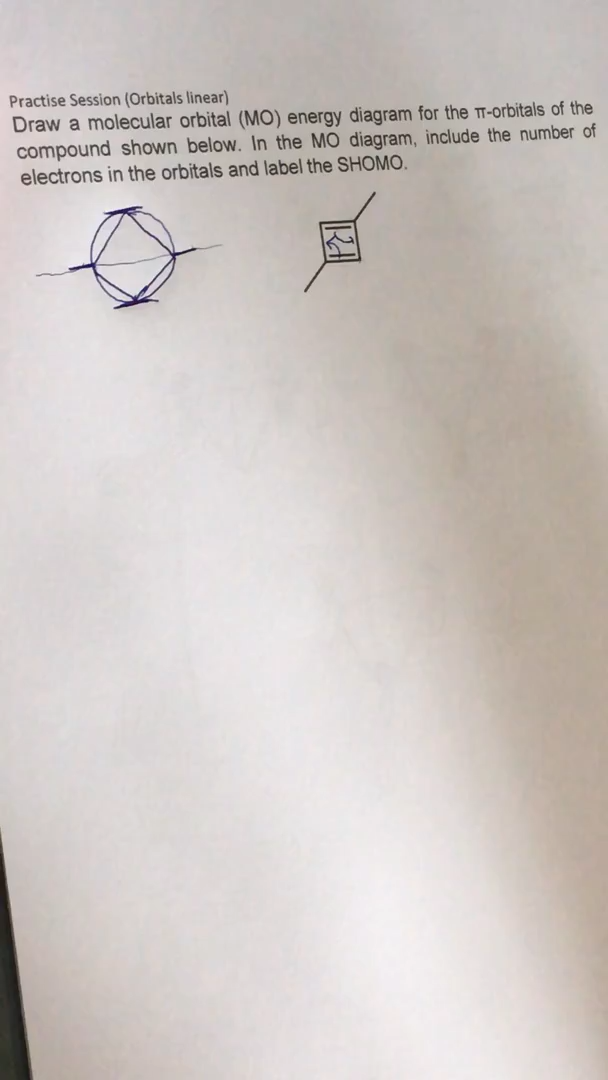 Practise Session (Orbitals linear)
Draw a molecular orbital (MO) energy diagram for the π-orbitals of the
compound shown below. In the MO diagram, include the number of
electrons in the orbitals and label the SHOMO.